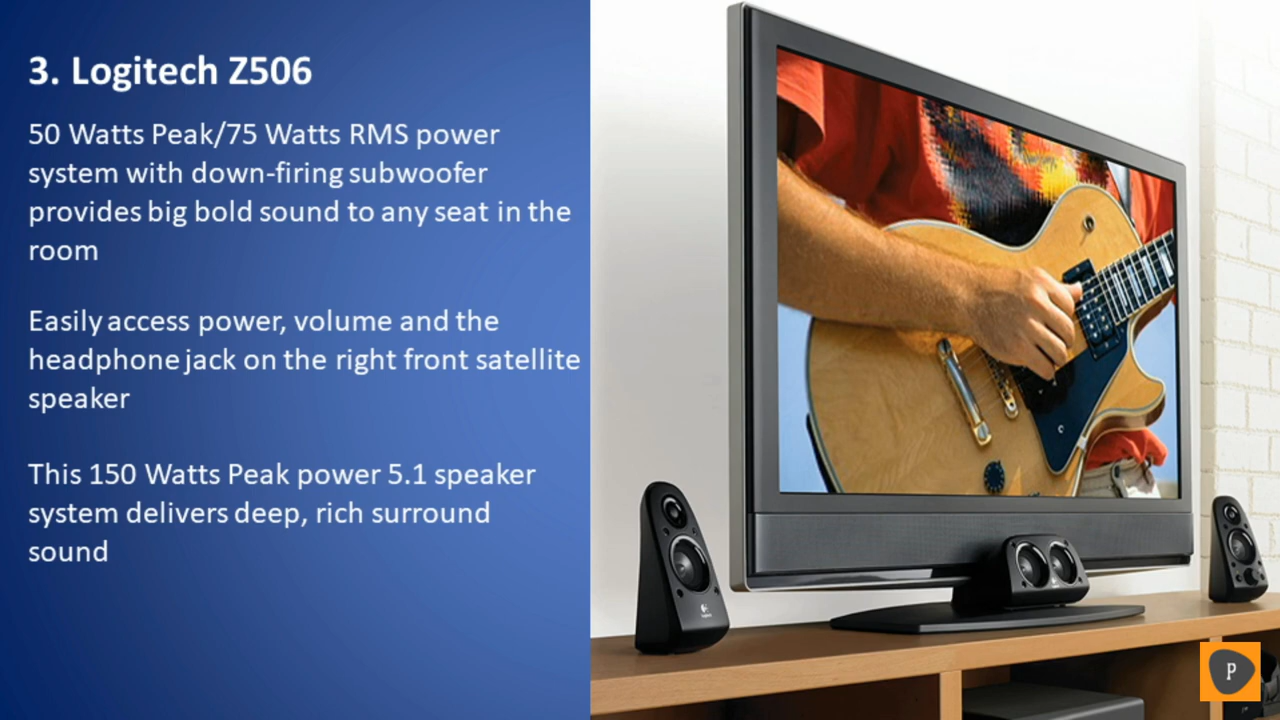 3. Logitech Z506
50 Watts Peak/75 Watts RMS power
system with down-firing subwoofer
provides big bold sound to any seat in the
room
Easily access power, volume and the
headphone jack on the right front satellite
speaker
This 150 Watts Peak power 5.1 speaker
system delivers deep, rich surround
sound
P